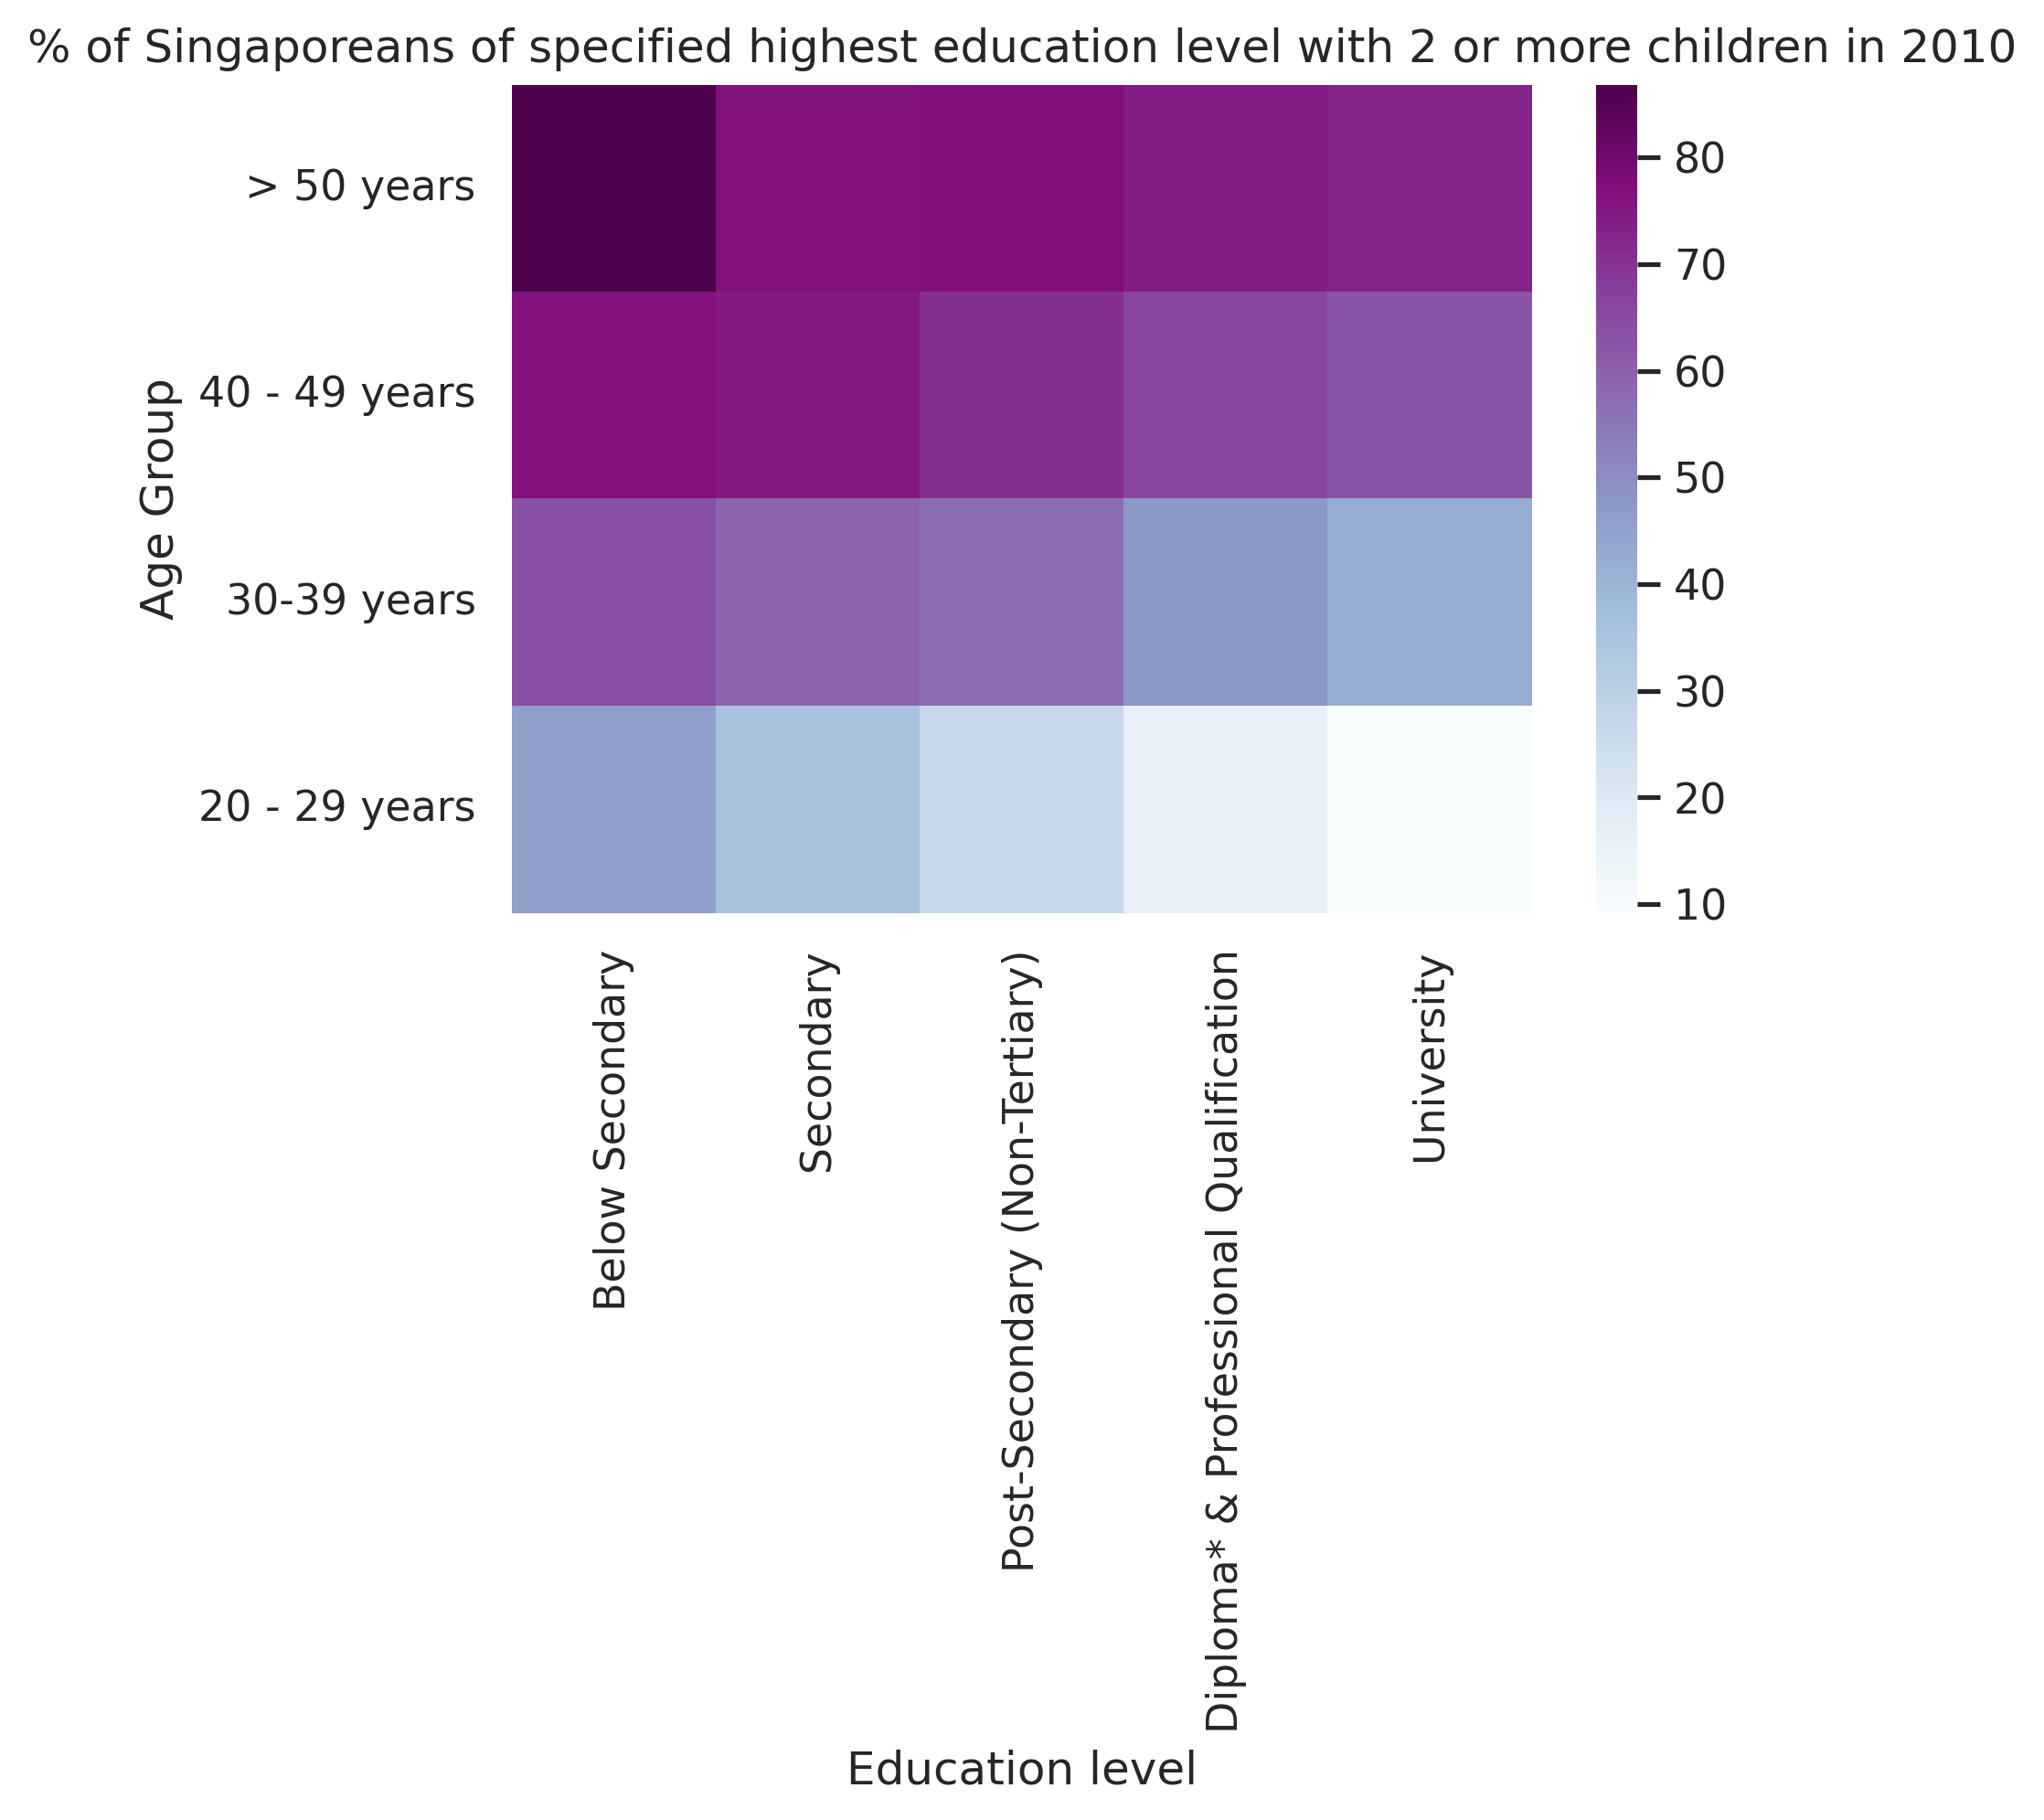 % of Singaporeans of specified highest education level with 2 or more children in 2010
Age Group
> 50 years
40 - 49 years
30-39 years
20 - 29 years
80
70
60
50
40
30
20
10
Below Secondary
Secondary
Post-Secondary (Non-Tertiary)
Diploma* & Professional Qualification
University
Education level